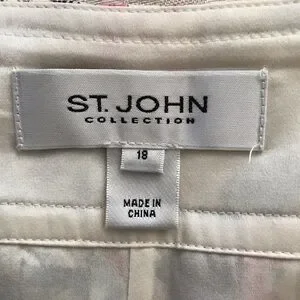 ST. JOHN
COLLECTION
18
MADE IN
CHINA